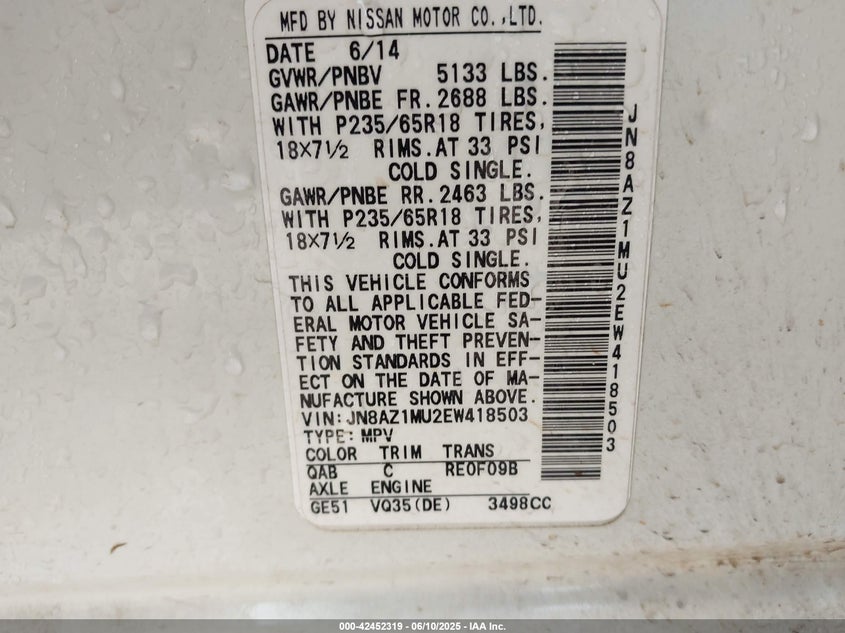 MFD BY NISSAN MOTOR CO.,LTD.
DATE 6/14
GVWR/PNBV 5133 LBS.
GAWR/PNBE FR.2688 LBS.
WITH P235/65R18 TIRES,
18X7½ RIMS.AT 33 PSI
COLD SINGLE.
GAWR/PNBE RR.2463 LBS.
WITH P235/65R18 TIRES,
18X7½ RIMS.AT 33 PSI
COLD SINGLE.
THIS VEHICLE CONFORMS
TO ALL APPLICABLE FED-
ERAL MOTOR VEHICLE SA-
FETY AND THEFT PREVEN-
TION STANDARDS IN EFF-
ECT ON THE DATE OF MA-
NUFACTURE SHOWN ABOVE.
VIN:JN8AZ1MU2EW418503
TYPE: MPV
COLOR TRIM TRANS
QAB C RE0F09B
AXLE ENGINE
GE51 VQ35(DE) 3498CC
JN8AZ1MU2EW418503
000-42452319 - 06/10/2025 - IAA Inc.